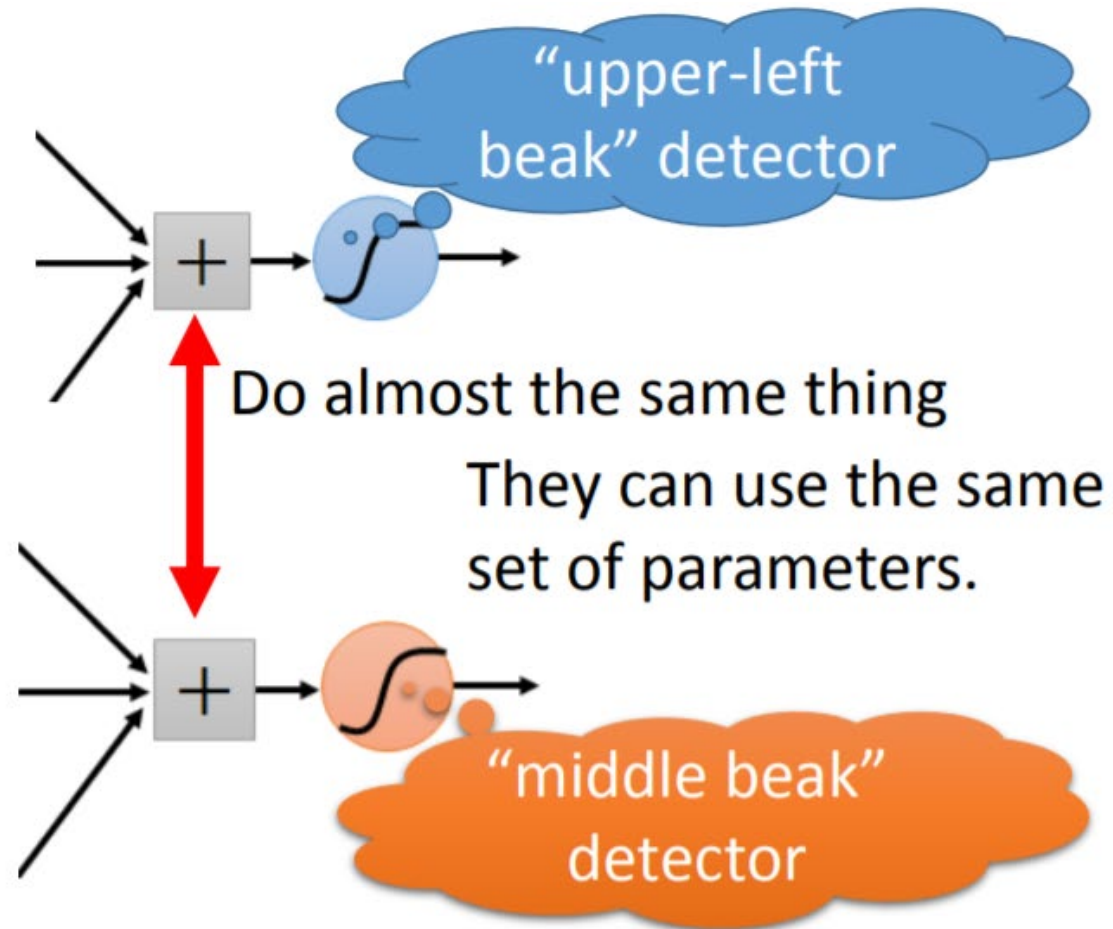 “upper-left
beak” detector
+
Do almost the same thing
They can use the same
set of parameters.
+
“middle beak”
detector